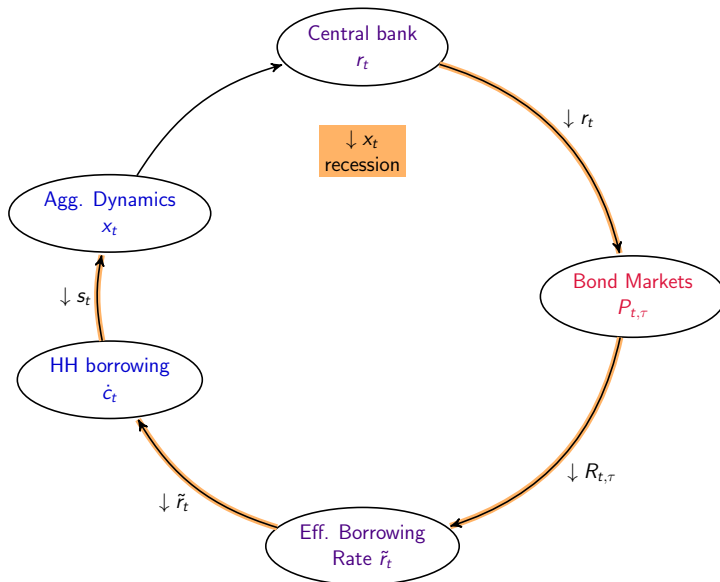 Central bank
r_t
↓ r_t
↓ x_t
recession
Agg. Dynamics
x_t
Bond Markets
P_{t,τ}
↓ s_t
HH borrowing
ċ_t
↓ R_{t,τ}
↓ r̃_t
Eff. Borrowing
Rate r̃_t